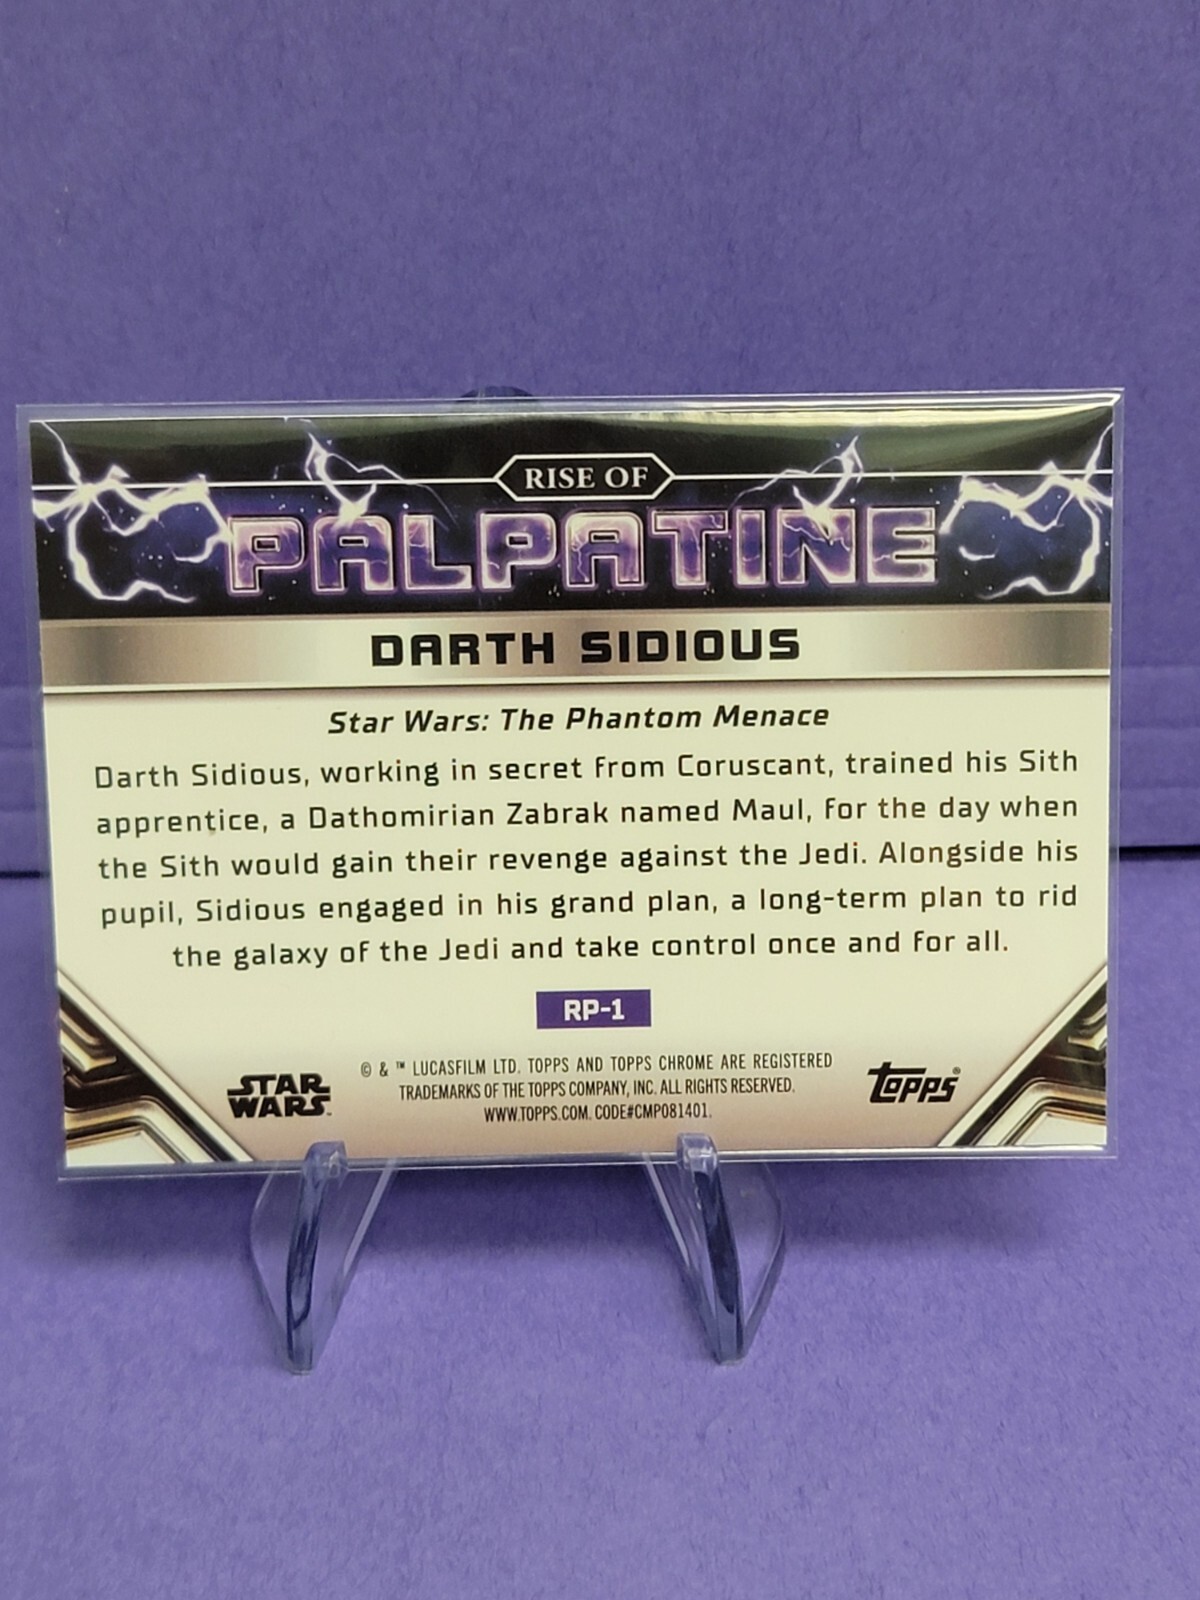 RISE OF
PALPATINE
DARTH SIDIOUS
Star Wars: The Phantom Menace
Darth Sidious, working in secret from Coruscant, trained his Sith
apprentice, a Dathomirian Zabrak named Maul, for the day when
the Sith would gain their revenge against the Jedi. Alongside his
pupil, Sidious engaged in his grand plan, a long-term plan to rid
the galaxy of the Jedi and take control once and for all.
RP-1
© & ™ LUCASFILM LTD. TOPPS AND TOPPS CHROME ARE REGISTERED
TRADEMARKS OF THE TOPPS COMPANY, INC. ALL RIGHTS RESERVED.
WWW.TOPPS.COM. CODE#CMP081401.
STAR
WARS™
Topps®